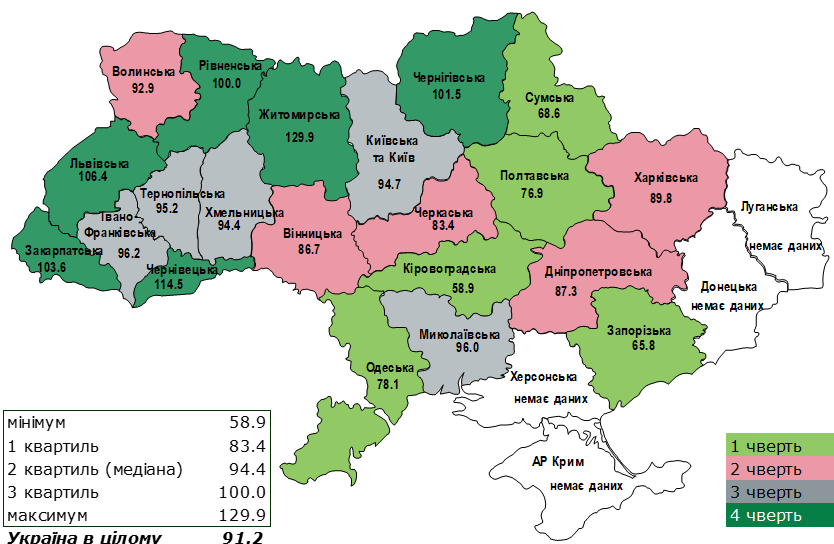 Волинська
92.9
Рівненська
100.0
Житомирська
129.9
Київська
та Київ
94.7
Чернігівська
101.5
Сумська
68.6
Львівська
106.4
Тернопільська
95.2
Хмельницька
94.4
Івано-
Франківська
96.2
Закарпатська
103.6
Чернівецька
114.5
Вінницька
86.7
Черкаська
83.4
Полтавська
76.9
Харківська
89.8
Луганська
немає даних
Донецька
немає даних
Кіровоградська
58.9
Дніпропетровська
87.3
Запорізька
65.8
Миколаївська
96.0
Одеська
78.1
Херсонська
немає даних
АР Крим
немає даних
мінімум 58.9
1 квартиль 83.4
2 квартиль (медіана) 94.4
3 квартиль 100.0
максимум 129.9
Україна в цілому 91.2
1 чверть
2 чверть
3 чверть
4 чверть